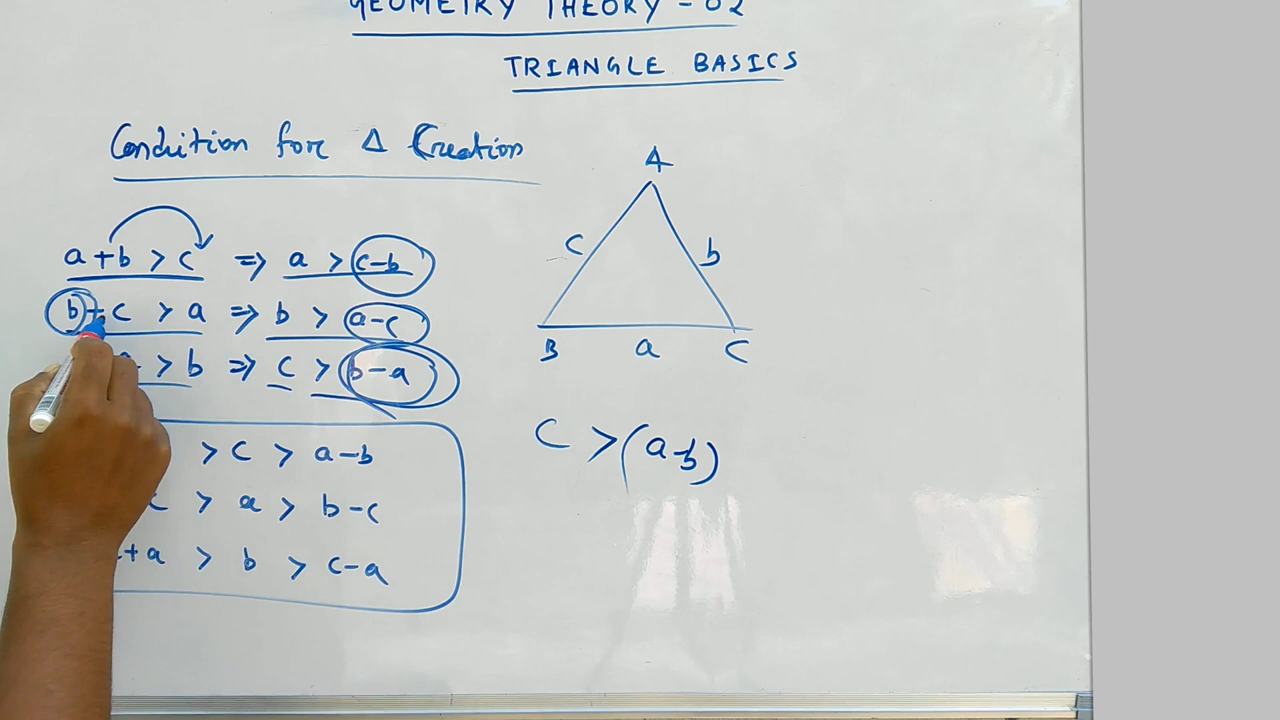 GEOMETRY THEORY - 02
TRIANGLE BASICS
Condition for Δ Creation
a+b > c => a > c-b
b+c > a => b > a-c
> b => c > b-a
> c > a-b
c > a > b-c
+a > b > c-a
A
c
b
B
a
C
C > (a-b)